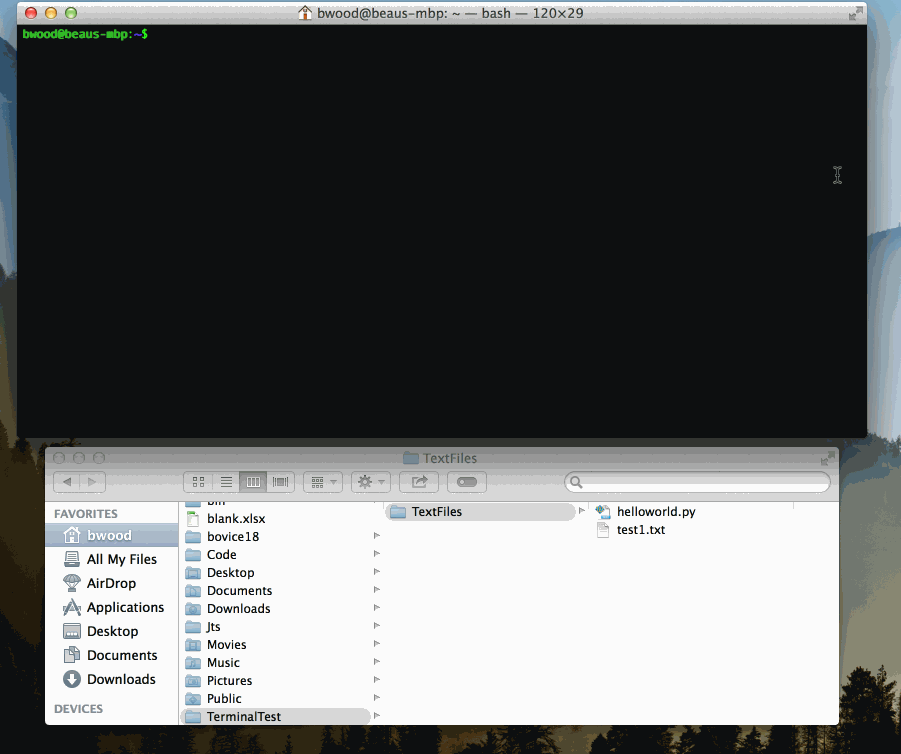 bwood@beaus-mbp: ~ — bash — 120×29
bwood@beaus-mbp:~$
TextFiles
FAVORITES
bwood
All My Files
AirDrop
Applications
Desktop
Documents
Downloads
DEVICES
bin
blank.xlsx
bovice18
Code
Desktop
Documents
Downloads
Jts
Movies
Music
Pictures
Public
TerminalTest
TextFiles
helloworld.py
test1.txt